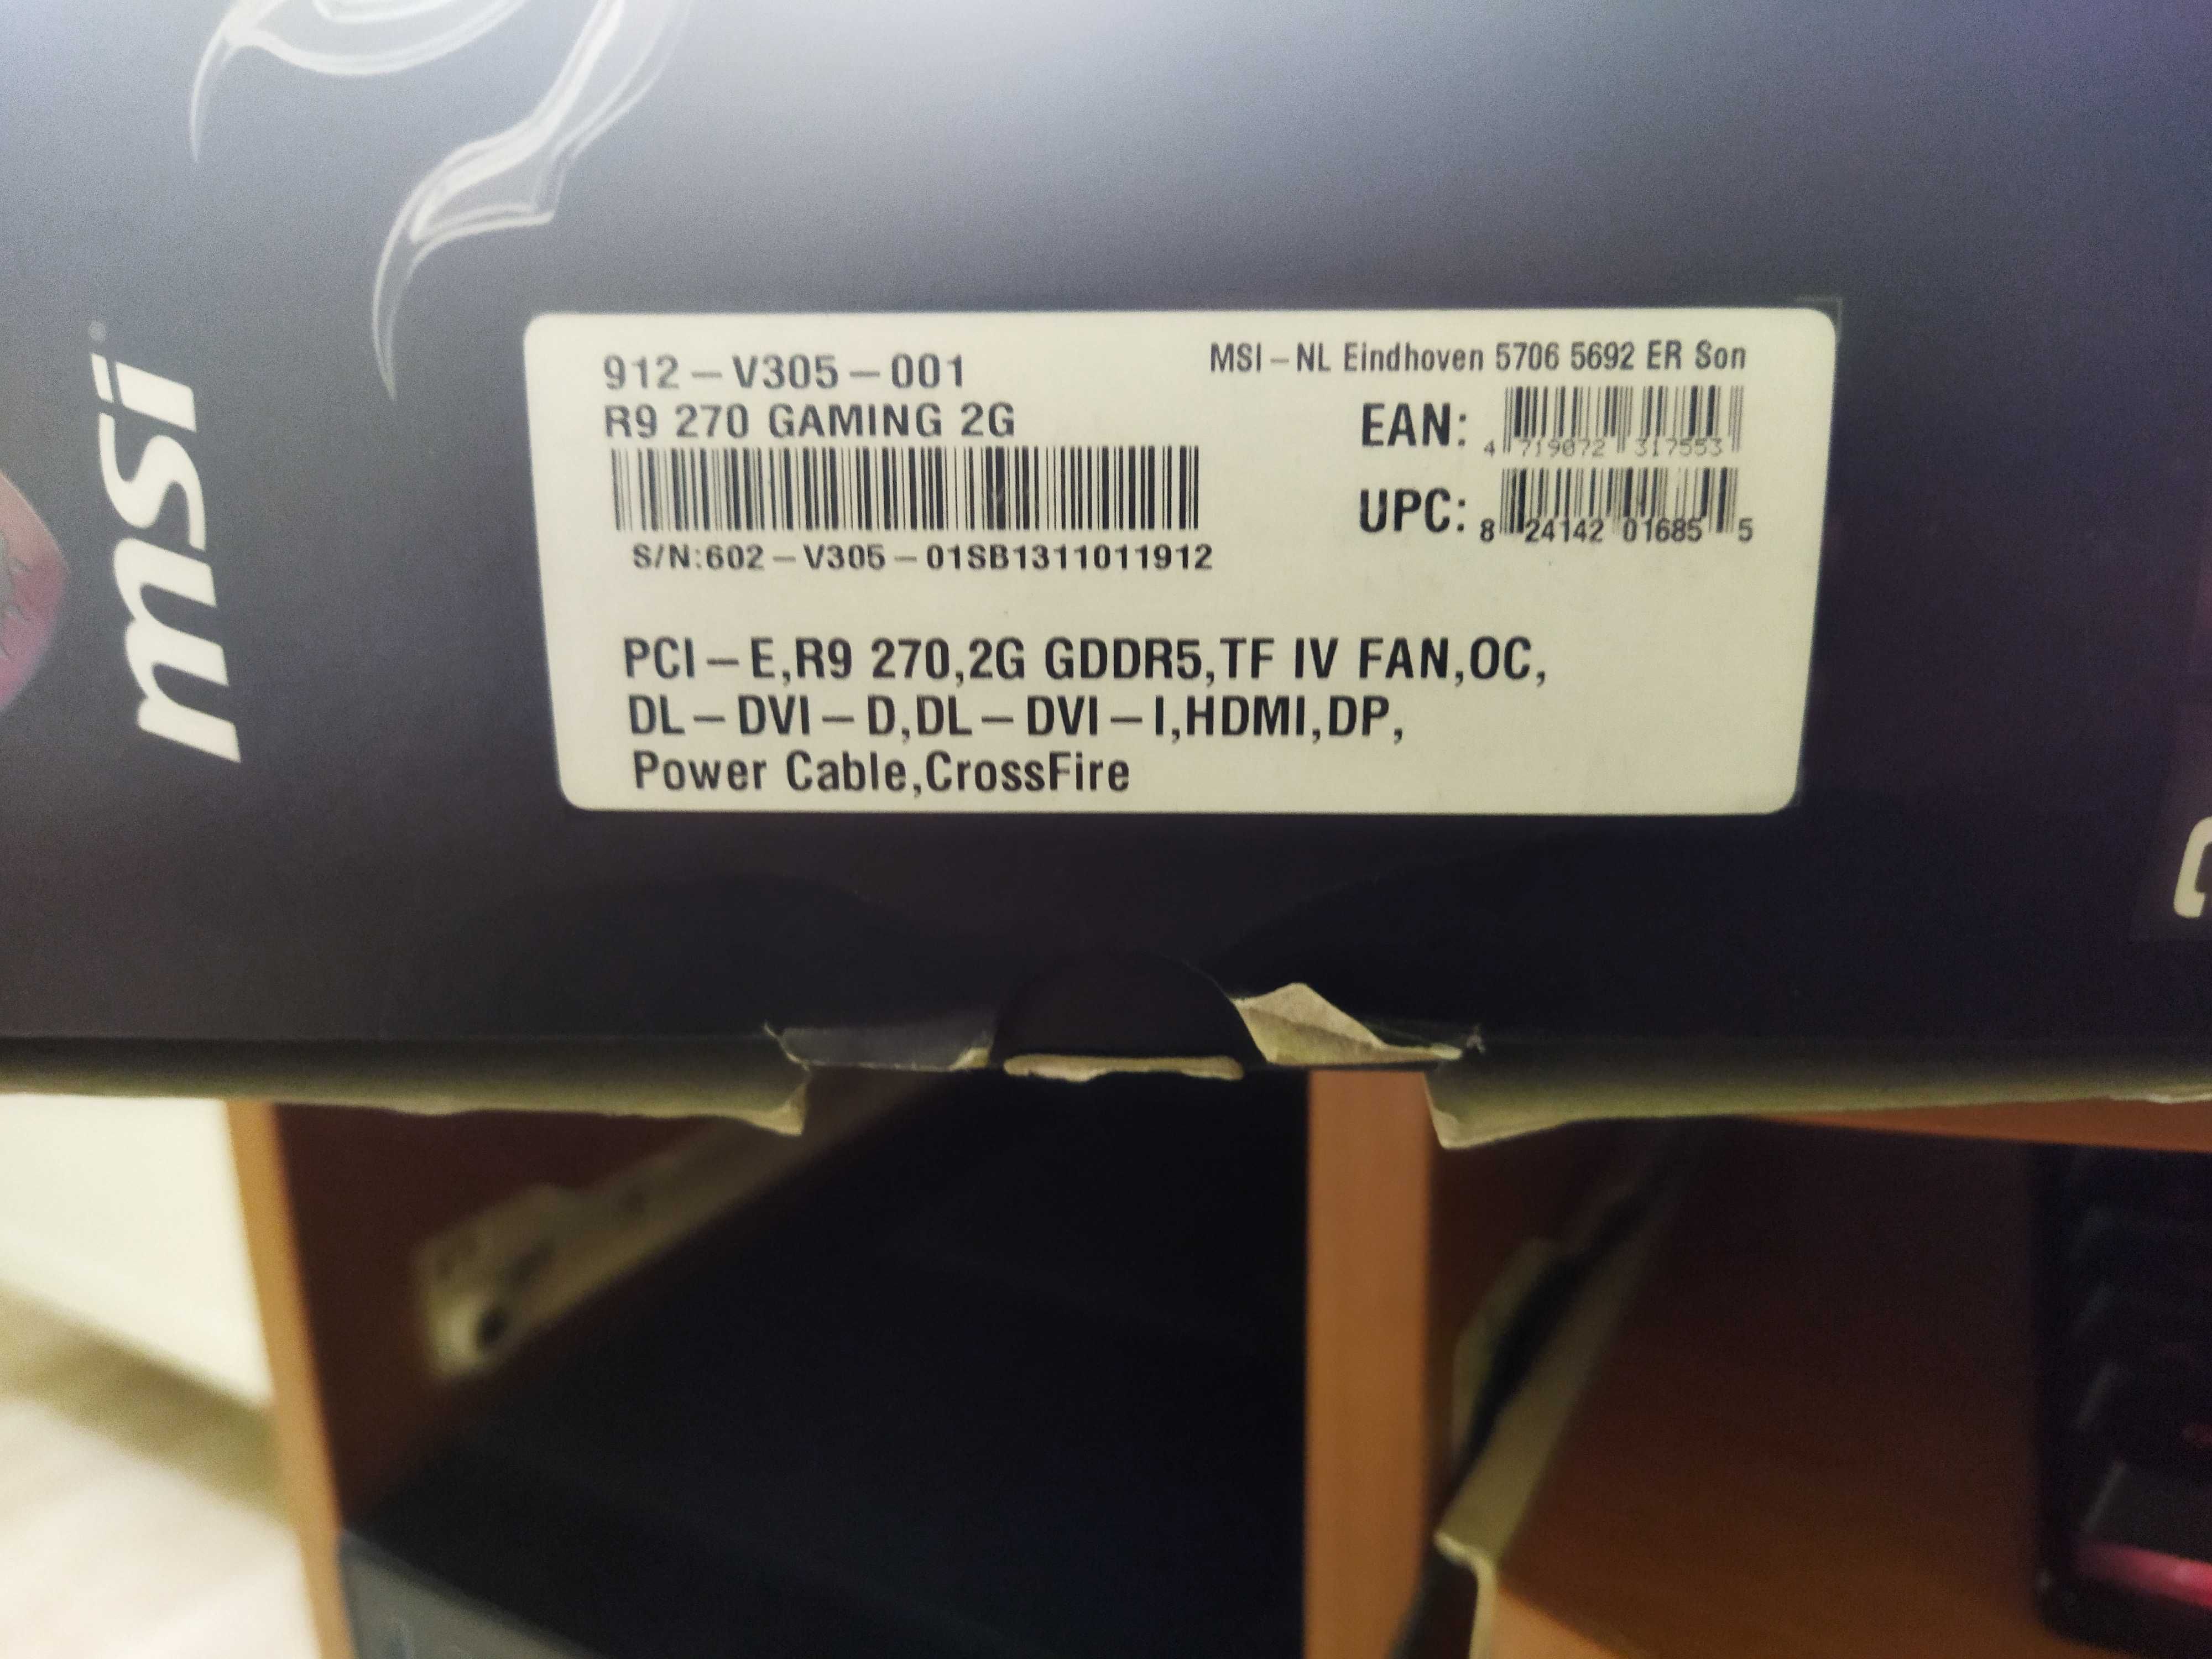 msi
912-V305-001
R9 270 GAMING 2G
S/N:602-V305-01SB1311011912
MSI-NL Eindhoven 5706 5692 ER Son
EAN: 4 719072 317553
UPC: 8 24142 01685 5
PCI-E,R9 270,2G GDDR5,TF IV FAN,OC,
DL-DVI-D,DL-DVI-I,HDMI,DP,
Power Cable,CrossFire